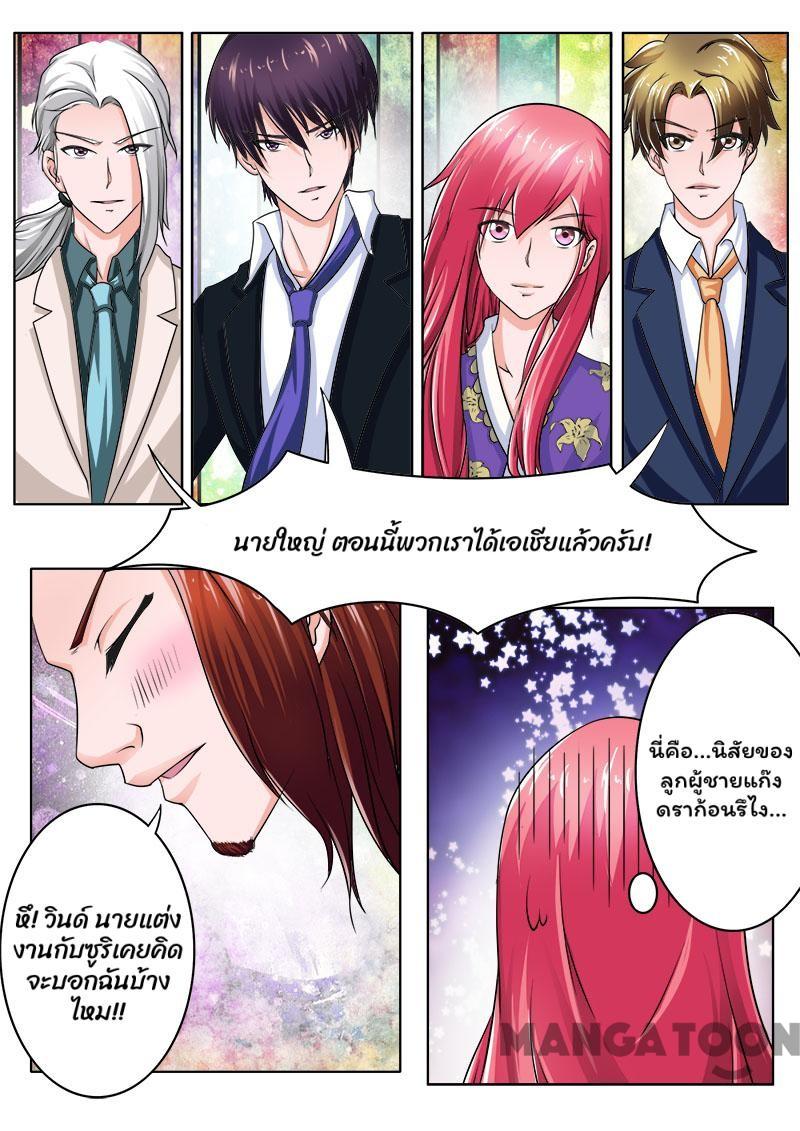 นายใหญ่ ตอนนี้พวกเราได้เอเชียแล้วครับ!
นี่คือ...นิสัยของ
ลูกผู้ชายแก๊ง
ดราก้อนริไง...
หึ! วินด์ นายแต่ง
งานกับซูริเคยคิด
จะบอกฉันบ้าง
ไหม!!
MANGATOON